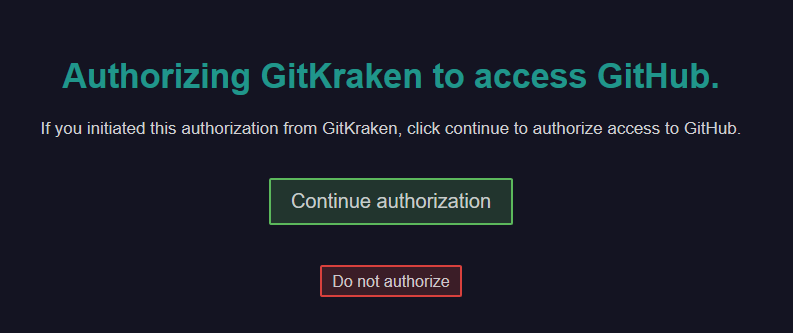 Authorizing GitKraken to access GitHub.
If you initiated this authorization from GitKraken, click continue to authorize access to GitHub.
Continue authorization
Do not authorize